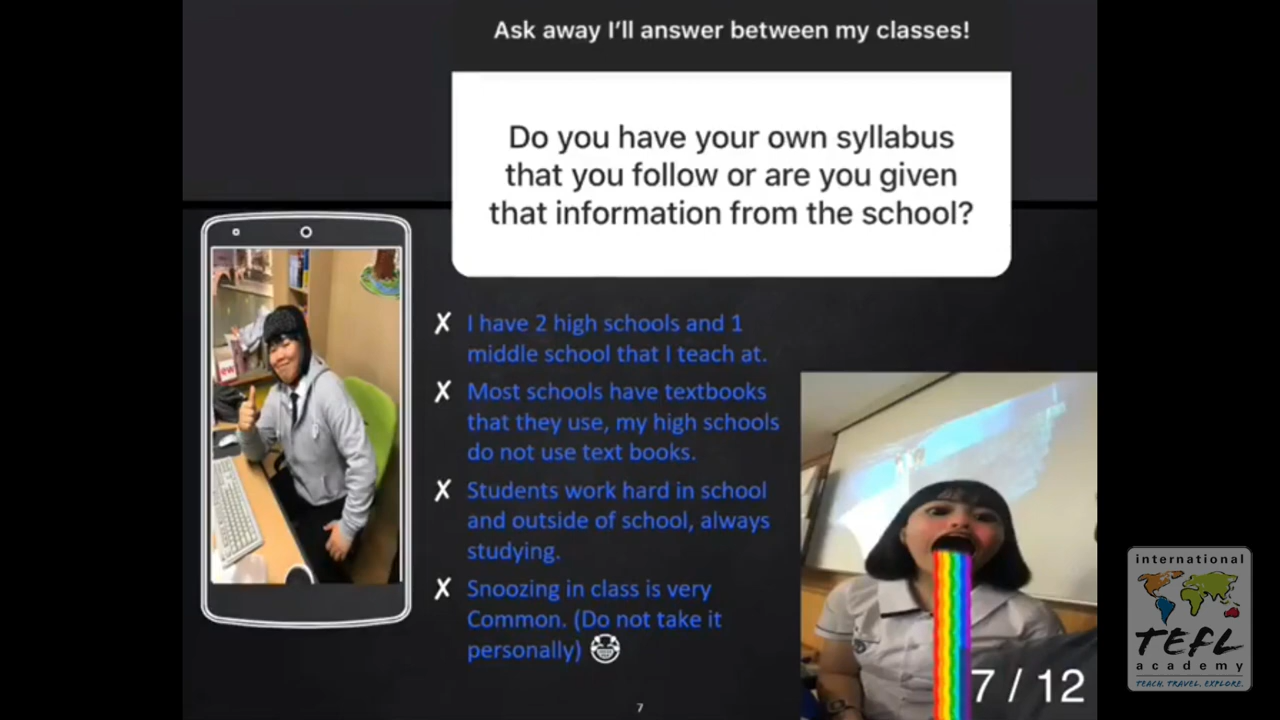 Ask away I’ll answer between my classes!
Do you have your own syllabus
that you follow or are you given
that information from the school?
✗ I have 2 high schools and 1
middle school that I teach at.
✗ Most schools have textbooks
that they use, my high schools
do not use text books.
✗ Students work hard in school
and outside of school, always
studying.
✗ Snoozing in class is very
Common. (Do not take it
personally) 😂
7 / 12
7
international
TEFL
academy
TEACH. TRAVEL. EXPLORE.